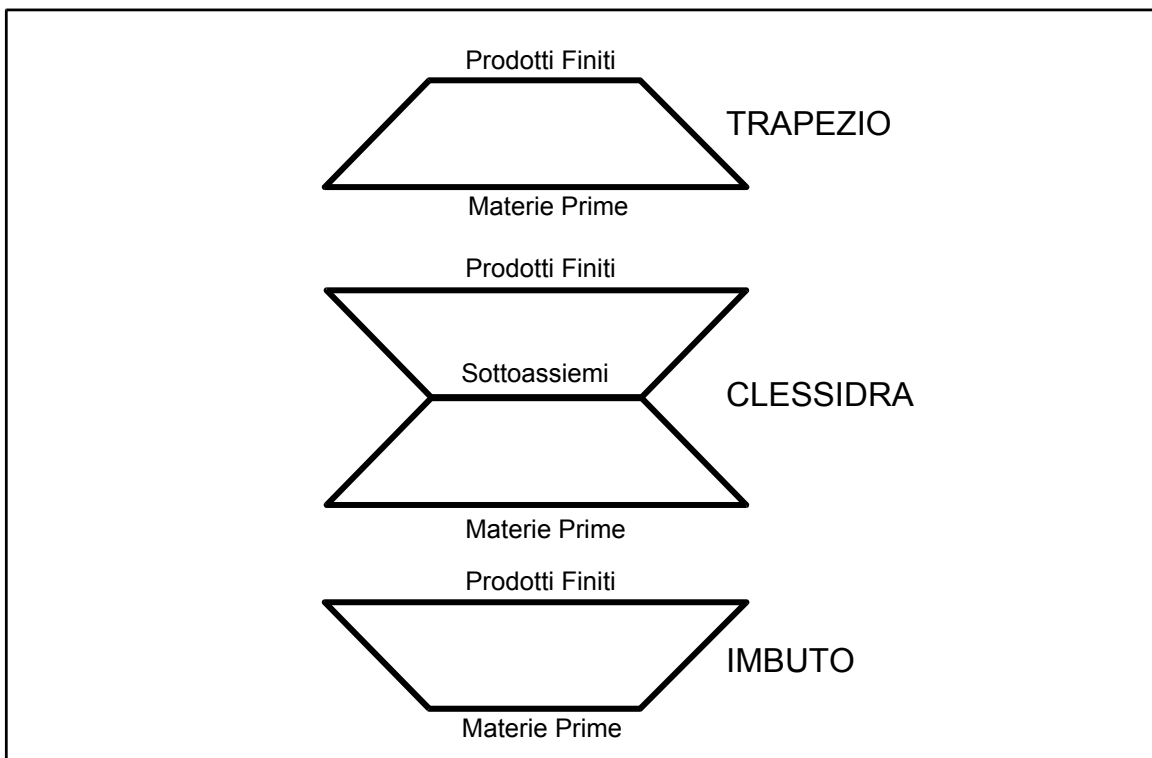 Prodotti Finiti
TRAPEZIO
Materie Prime
Prodotti Finiti
Sottoassiemi
CLESSIDRA
Materie Prime
Prodotti Finiti
IMBUTO
Materie Prime